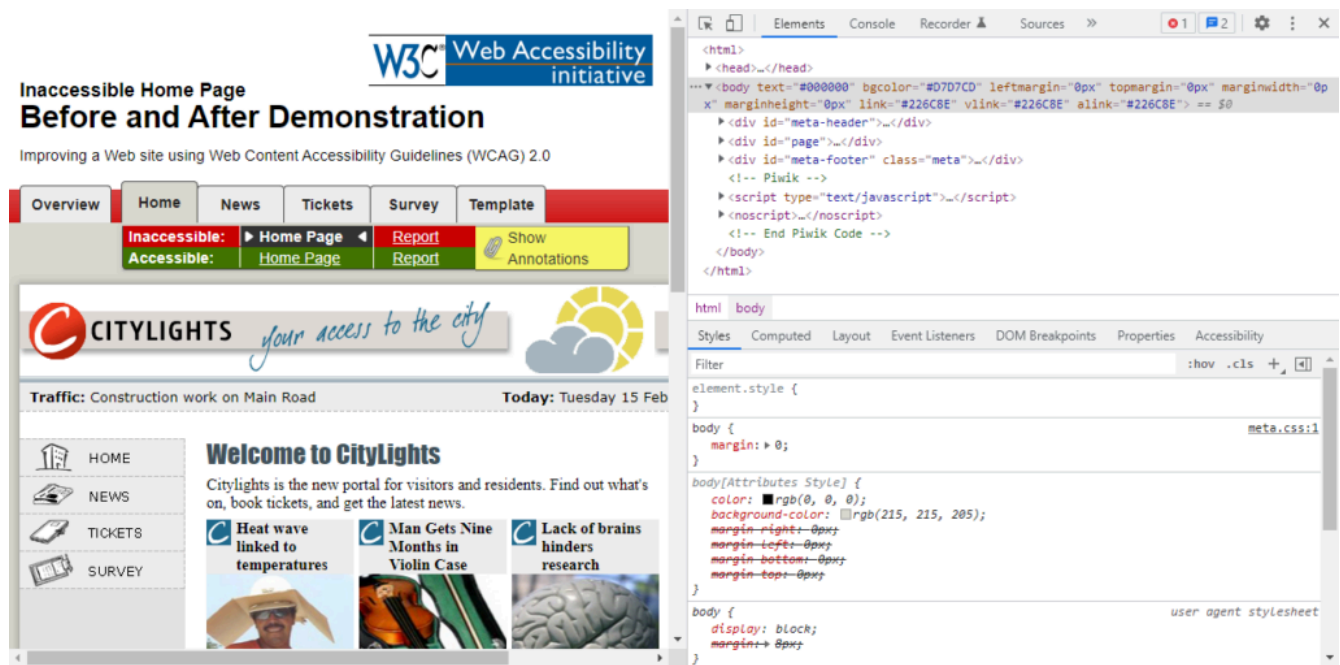 W3C® Web Accessibility
initiative
Inaccessible Home Page
Before and After Demonstration
Improving a Web site using Web Content Accessibility Guidelines (WCAG) 2.0
Overview Home News Tickets Survey Template
Inaccessible: Home Page Report Show
Accessible: Home Page Report Annotations
CITYLIGHTS your access to the city
Traffic: Construction work on Main Road Today: Tuesday 15 Feb
HOME
NEWS
TICKETS
SURVEY
Welcome to CityLights
Citylights is the new portal for visitors and residents. Find out what's
on, book tickets, and get the latest news.
Heat wave
linked to
temperatures
Man Gets Nine
Months in
Violin Case
Lack of brains
hinders
research
Elements Console Recorder Sources » 1 2
<html>
<head>…</head>
<body text="#000000" bgcolor="#D7D7CD" leftmargin="0px" topmargin="0px" marginwidth="0p
x" marginheight="0px" link="#226C8E" vlink="#226C8E" alink="#226C8E"> == $0
<div id="meta-header">…</div>
<div id="page">…</div>
<div id="meta-footer" class="meta">…</div>
<!-- Piwik -->
<script type="text/javascript">…</script>
<noscript>…</noscript>
<!-- End Piwik Code -->
</body>
</html>
html body
Styles Computed Layout Event Listeners DOM Breakpoints Properties Accessibility
Filter :hov .cls +
element.style {
}
body { meta.css:1
margin: 0;
}
body[Attributes Style] {
color: rgb(0, 0, 0);
background-color: rgb(215, 215, 205);
margin-right: 0px;
margin-left: 0px;
margin-bottom: 0px;
margin-top: 0px;
}
body { user agent stylesheet
display: block;
margin: 8px;
}